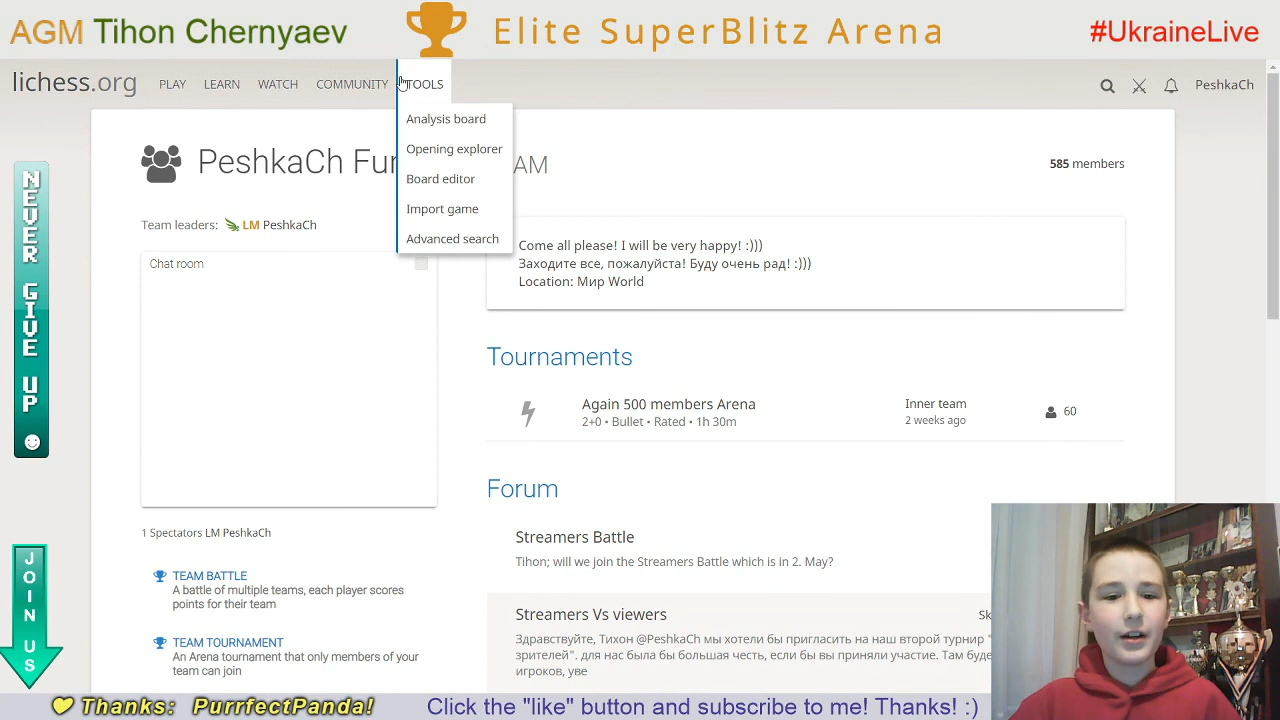 AGM Tihon Chernyaev
Elite SuperBlitz Arena
#UkraineLive
lichess.org
PLAY
LEARN
WATCH
COMMUNITY
TOOLS
PeshkaCh
Analysis board
Opening explorer
Board editor
Import game
Advanced search
PeshkaCh Fu
AM
585 members
Team leaders: LM PeshkaCh
Chat room
Come all please! I will be very happy! :)))
Заходите все, пожалуйста! Буду очень рад! :)))
Location: Мир World
NEVER GIVE UP
Tournaments
Again 500 members Arena
2+0 • Bullet • Rated • 1h 30m
Inner team
2 weeks ago
60
Forum
1 Spectators LM PeshkaCh
Streamers Battle
Tihon; will we join the Streamers Battle which is in 2. May?
TEAM BATTLE
A battle of multiple teams, each player scores
points for their team
Streamers Vs viewers
Sk
Здравствуйте, Тихон @PeshkaCh мы хотели бы пригласить на наш второй турнир "
зрителей". для нас была бы большая честь, если бы вы приняли участие. Там буде
игроков, уве
TEAM TOURNAMENT
An Arena tournament that only members of your
team can join
JOIN US
Thanks: PurrfectPanda!
Click the "like" button and subscribe to me! Thanks! :)